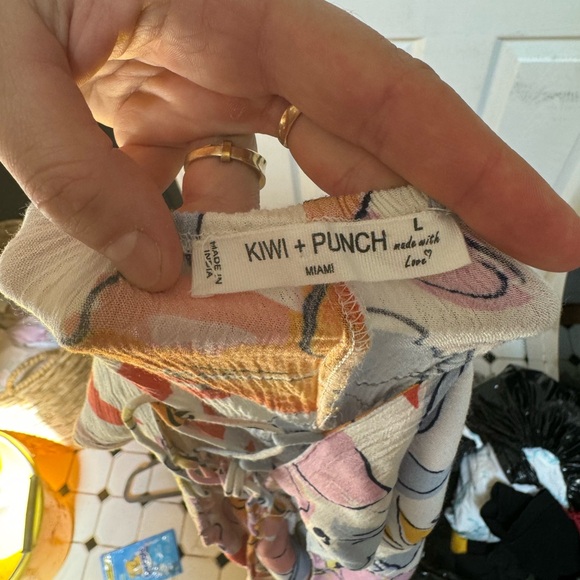 KIWI + PUNCH
MIAMI
L
made with
Love♡
MADE IN
INDIA